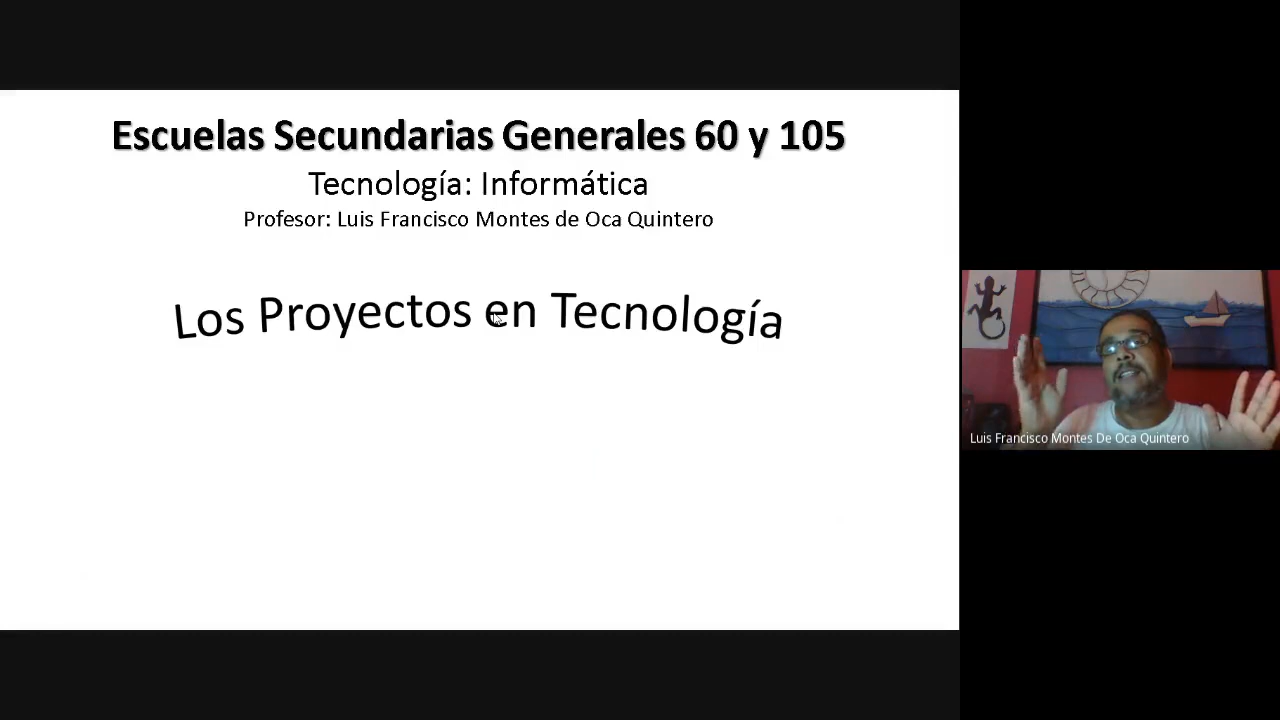 Escuelas Secundarias Generales 60 y 105
Tecnología: Informática
Profesor: Luis Francisco Montes de Oca Quintero
Los Proyectos en Tecnología
Luis Francisco Montes De Oca Quintero